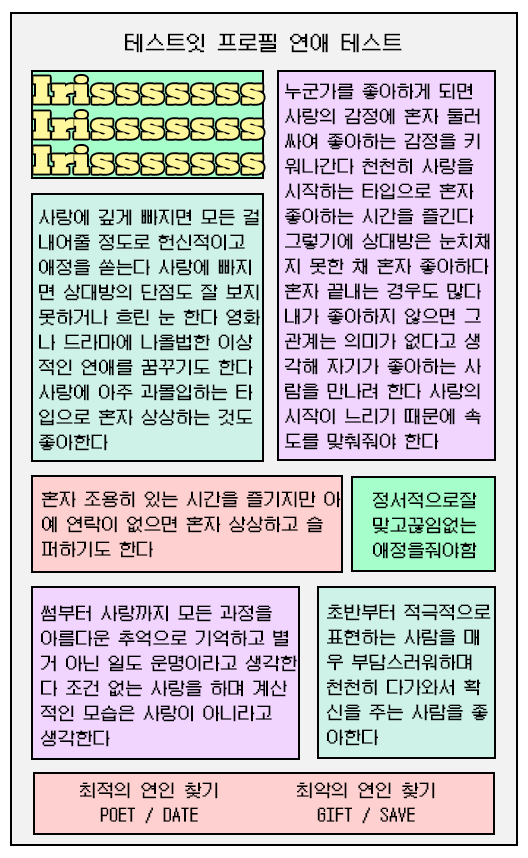 테스트잇 프로필 연애 테스트
Irisssssssss
Irisssssssss
Irisssssssss
사랑에 깊게 빠지면 모든 걸
내어줄 정도로 헌신적이고
애정을 쏟는다 사랑에 빠지
면 상대방의 단점도 잘 보지
못하거나 흐린 눈 한다 영화
나 드라마에 나올법한 이상
적인 연애를 꿈꾸기도 한다
사랑에 아주 과몰입하는 타
입으로 혼자 상상하는 것도
좋아한다
누군가를 좋아하게 되면
사랑의 감정에 혼자 둘러
싸여 좋아하는 감정을 키
워나간다 천천히 사랑을
시작하는 타입으로 혼자
좋아하는 시간을 즐긴다
그렇기에 상대방은 눈치채
지 못한 채 혼자 좋아하다
혼자 끝내는 경우도 많다
내가 좋아하지 않으면 그
관계는 의미가 없다고 생
각해 자기가 좋아하는 사
람을 만나려 한다 사랑의
시작이 느리기 때문에 속
도를 맞춰줘야 한다
혼자 조용히 있는 시간을 즐기지만 아
예 연락이 없으면 혼자 상상하고 슬
퍼하기도 한다
정서적으로잘
맞고끊임없는
애정을줘야함
썸부터 사랑까지 모든 과정을
아름다운 추억으로 기억하고 별
거 아닌 일도 운명이라고 생각한
다 조건 없는 사랑을 하며 계산
적인 모습은 사랑이 아니라고
생각한다
초반부터 적극적으로
표현하는 사람을 매
우 부담스러워하며
천천히 다가와서 확
신을 주는 사람을 좋
아한다
최적의 연인 찾기
POET / DATE
최악의 연인 찾기
GIFT / SAVE